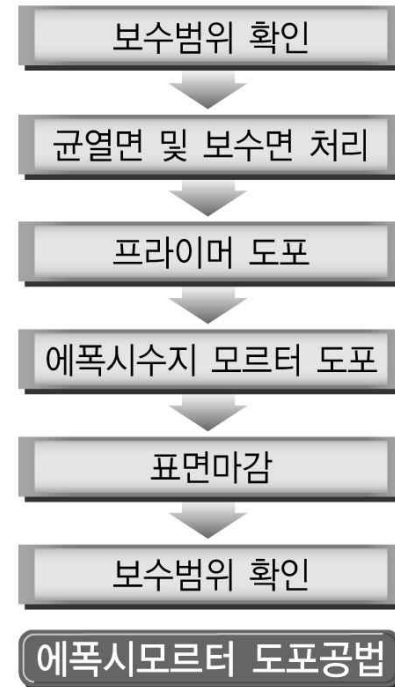 보수범위 확인
균열면 및 보수면 처리
프라이머 도포
에폭시수지 모르터 도포
표면마감
보수범위 확인
에폭시모르터 도포공법